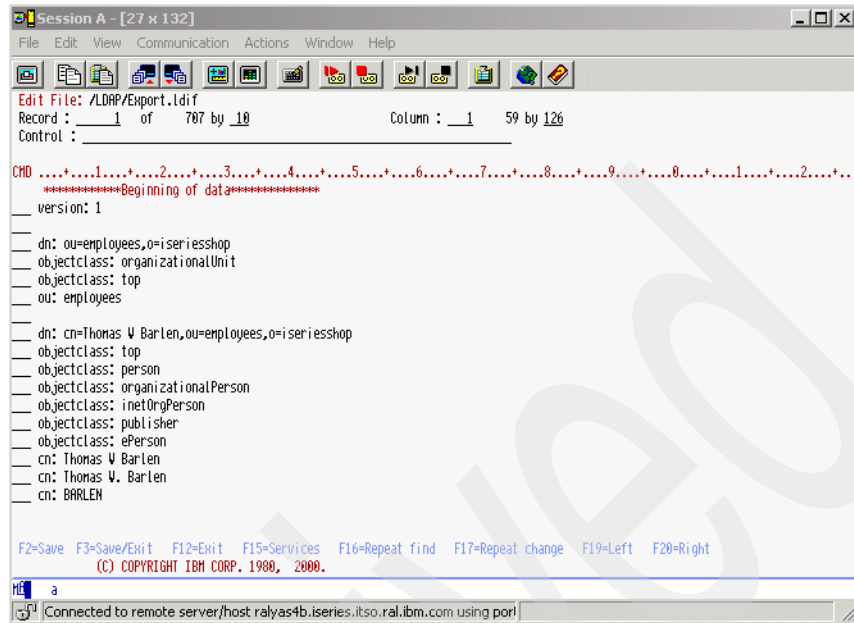 Session A - [27 x 132]
File Edit View Communication Actions Window Help
Edit File: /LDAP/Export.ldif
Record : 1 of 707 by 10 Column : 1 59 by 126
Control :
CMD ....+....1....+....2....+....3....+....4....+....5....+....6....+....7....+....8....+....9....+....0....+....1....+....2....+..
*************Beginning of data***************
version: 1
dn: ou=employees,o=iseriesshop
objectclass: organizationalUnit
objectclass: top
ou: employees
dn: cn=Thomas W Barlen,ou=employees,o=iseriesshop
objectclass: top
objectclass: person
objectclass: organizationalPerson
objectclass: inetOrgPerson
objectclass: publisher
objectclass: ePerson
cn: Thomas W Barlen
cn: Thomas W. Barlen
cn: BARLEN
F2=Save F3=Save/Exit F12=Exit F15=Services F16=Repeat find F17=Repeat change F19=Left F20=Right
(C) COPYRIGHT IBM CORP. 1980, 2000.
a
Connected to remote server/host ralyas4b.iseries.itso.ral.ibm.com using port